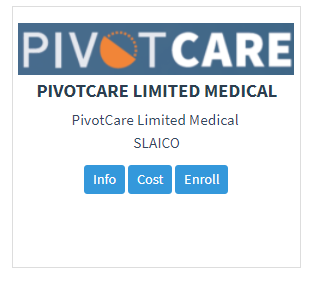 PIVOTCARE
PIVOTCARE LIMITED MEDICAL
PivotCare Limited Medical
SLAICO
Info Cost Enroll